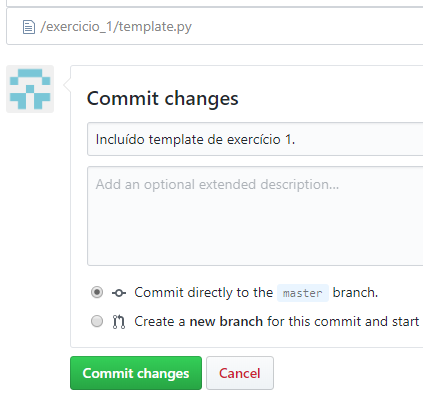 /exercicio_1/template.py
Commit changes
Incluído template de exercício 1.
Add an optional extended description...
Commit directly to the master branch.
Create a new branch for this commit and start
Commit changes
Cancel